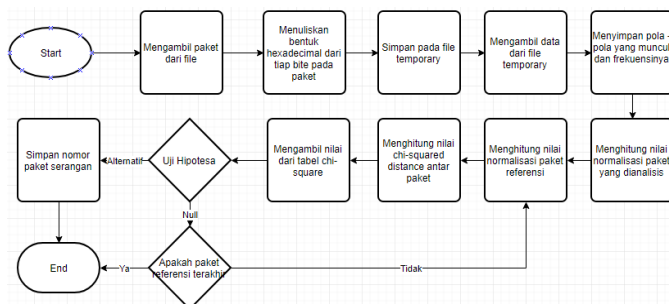 Start
Mengambil paket
dari file
Menuliskan
bentuk
hexadecimal dari
tiap bite pada
paket
Simpan pada file
temporary
Mengambil data
dari file
temporary
Menyimpan pola -
pola yang muncul
dan frekuensinya
Simpan nomor
paket serangan
Alternatif
Uji Hipotesa
Mengambil nilai
dari tabel chi-
square
Menghitung nilai
chi-squared
distance antar
paket
Menghitung nilai
normalisasi paket
referensi
Menghitung nilai
normalisasi paket
yang dianalisis
Null
End
Ya
Apakah paket
referensi terakhir
Tidak